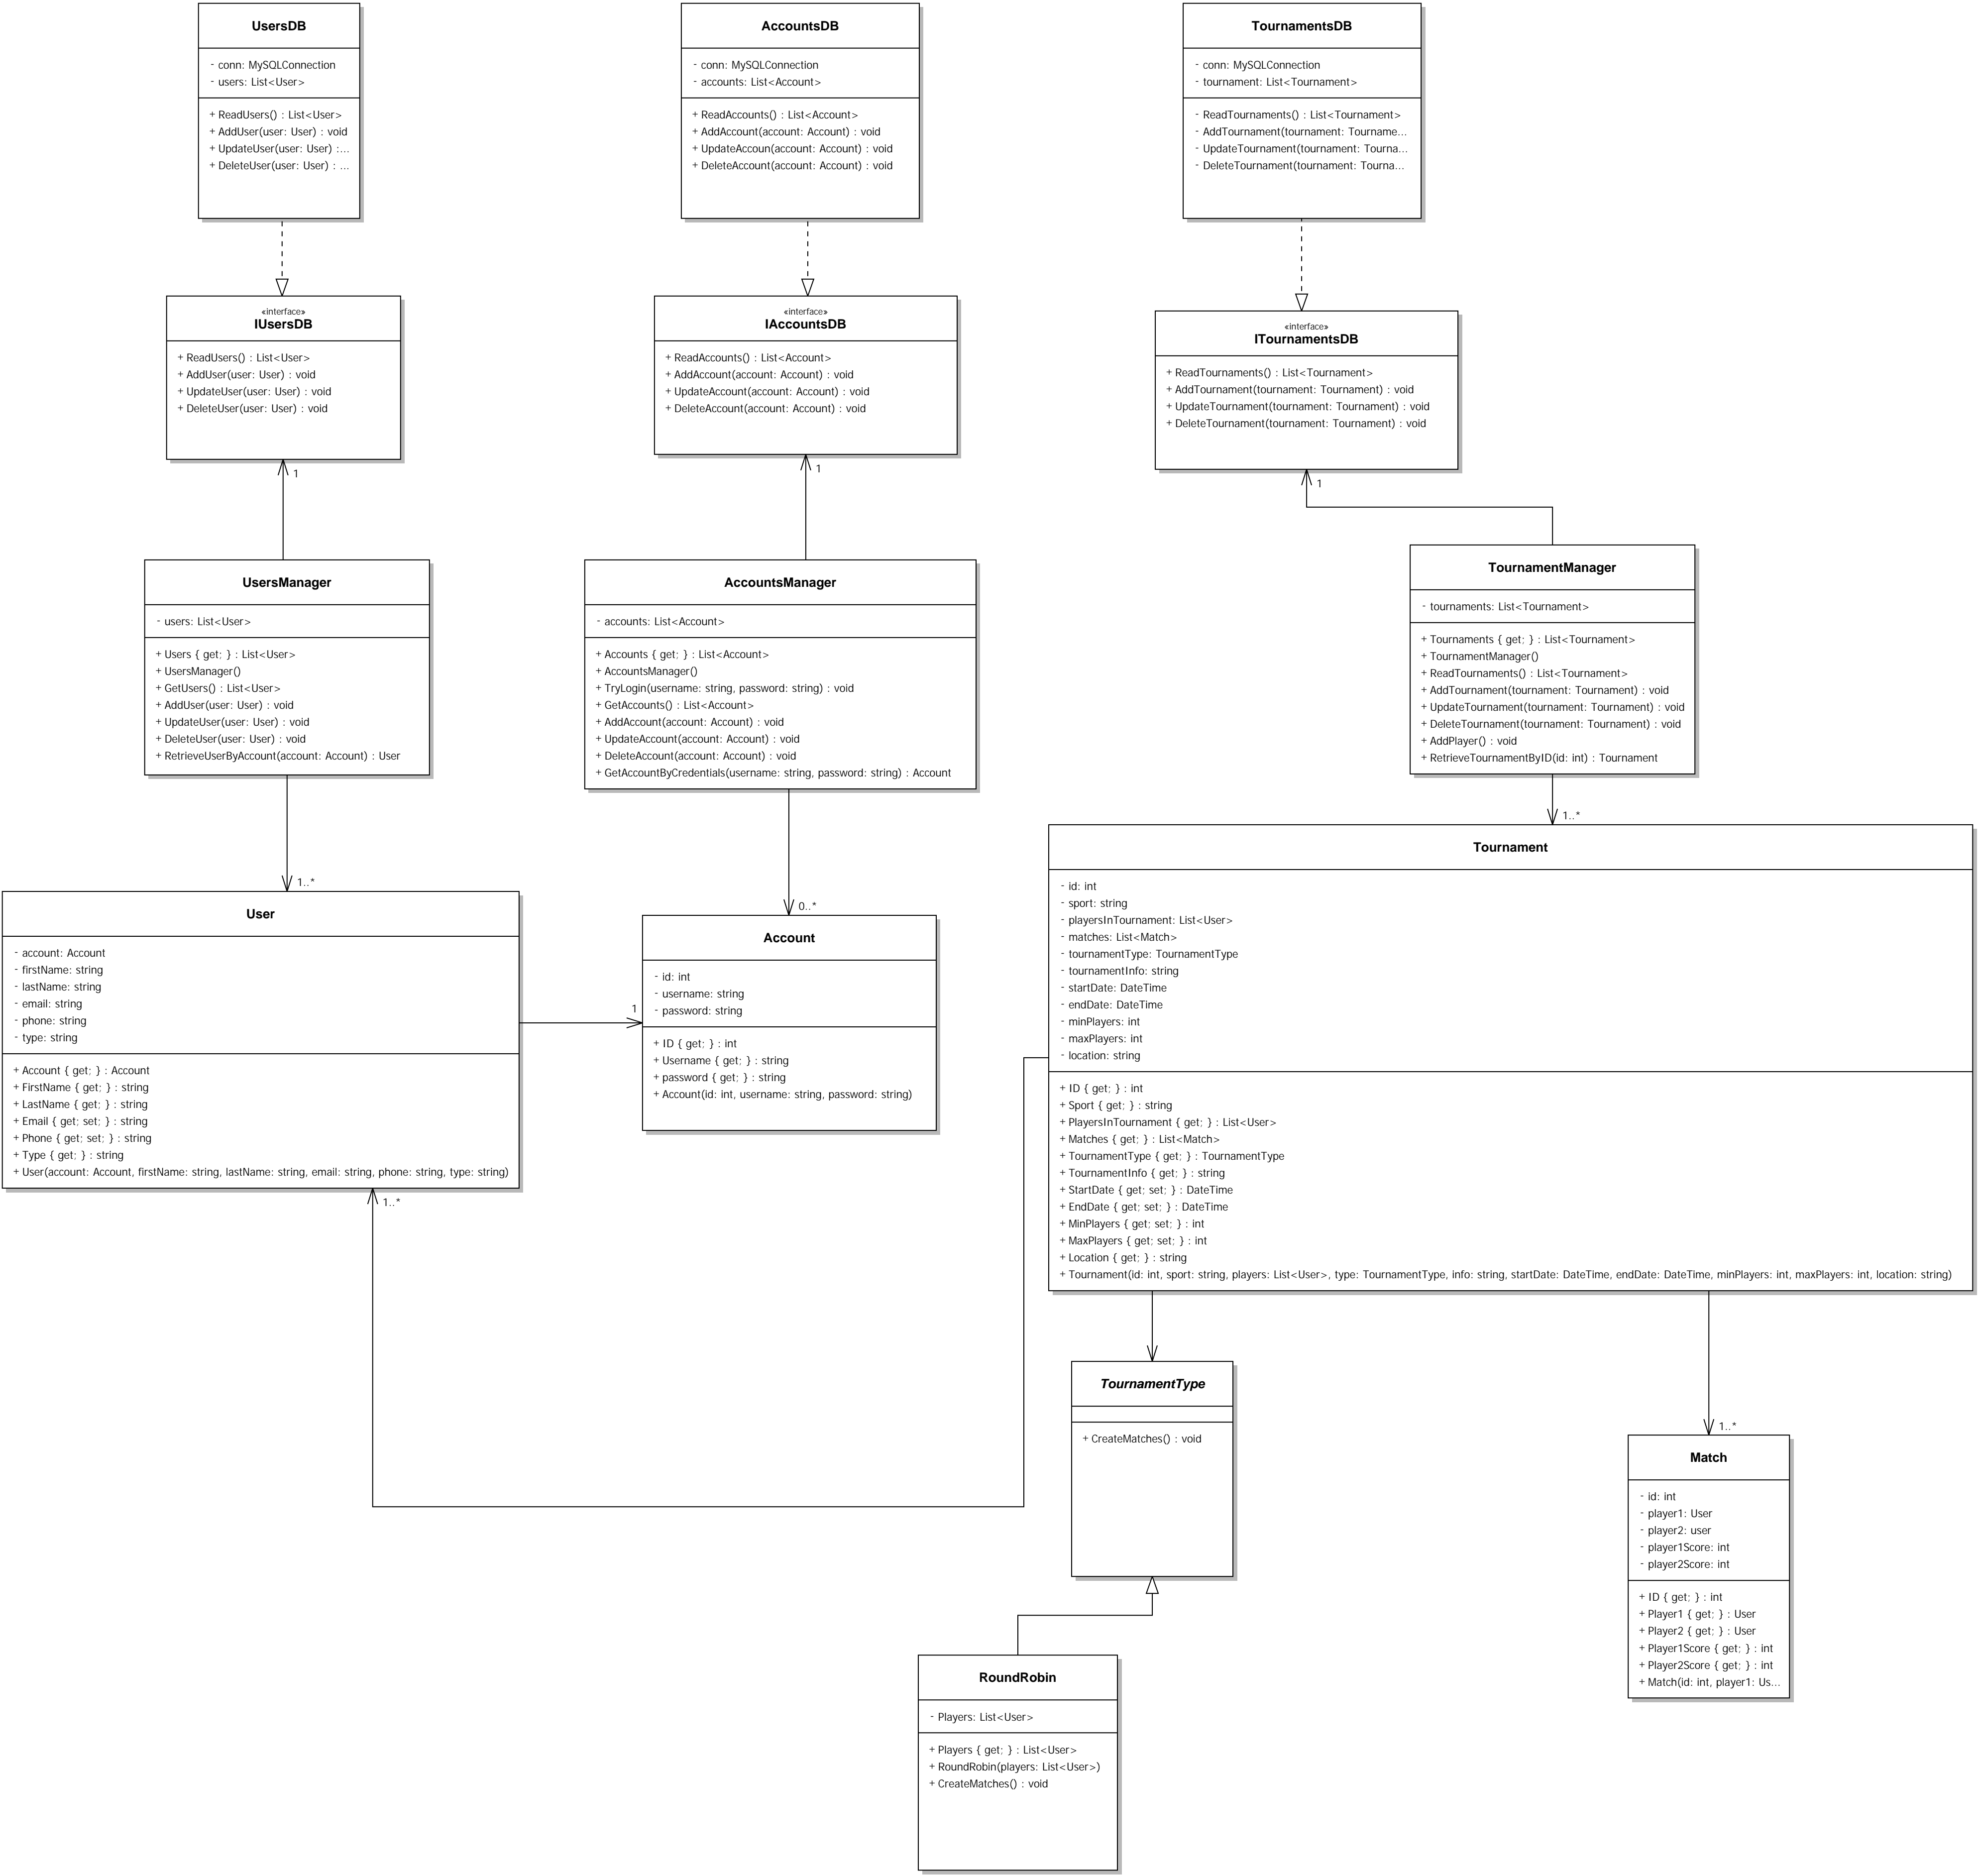 UsersDB
- conn: MySQLConnection
- users: List<User>
+ ReadUsers() : List<User>
+ AddUser(user: User) : void
+ UpdateUser(user: User) :...
+ DeleteUser(user: User) : ...
AccountsDB
- conn: MySQLConnection
- accounts: List<Account>
+ ReadAccounts() : List<Account>
+ AddAccount(account: Account) : void
+ UpdateAccoun(account: Account) : void
+ DeleteAccount(account: Account) : void
TournamentsDB
- conn: MySQLConnection
- tournament: List<Tournament>
- ReadTournaments() : List<Tournament>
- AddTournament(tournament: Tourname...
- UpdateTournament(tournament: Tourna...
- DeleteTournament(tournament: Tourna...
«interface»
IUsersDB
+ ReadUsers() : List<User>
+ AddUser(user: User) : void
+ UpdateUser(user: User) : void
+ DeleteUser(user: User) : void
1
«interface»
IAccountsDB
+ ReadAccounts() : List<Account>
+ AddAccount(account: Account) : void
+ UpdateAccount(account: Account) : void
+ DeleteAccount(account: Account) : void
1
«interface»
ITournamentsDB
+ ReadTournaments() : List<Tournament>
+ AddTournament(tournament: Tournament) : void
+ UpdateTournament(tournament: Tournament) : void
+ DeleteTournament(tournament: Tournament) : void
1
UsersManager
- users: List<User>
+ Users { get; } : List<User>
+ UsersManager()
+ GetUsers() : List<User>
+ AddUser(user: User) : void
+ UpdateUser(user: User) : void
+ DeleteUser(user: User) : void
+ RetrieveUserByAccount(account: Account) : User
1..*
AccountsManager
- accounts: List<Account>
+ Accounts { get; } : List<Account>
+ AccountsManager()
+ TryLogin(username: string, password: string) : void
+ GetAccounts() : List<Account>
+ AddAccount(account: Account) : void
+ UpdateAccount(account: Account) : void
+ DeleteAccount(account: Account) : void
+ GetAccountByCredentials(username: string, password: string) : Account
0..*
TournamentManager
- tournaments: List<Tournament>
+ Tournaments { get; } : List<Tournament>
+ TournamentManager()
+ ReadTournaments() : List<Tournament>
+ AddTournament(tournament: Tournament) : void
+ UpdateTournament(tournament: Tournament) : void
+ DeleteTournament(tournament: Tournament) : void
+ AddPlayer() : void
+ RetrieveTournamentByID(id: int) : Tournament
1..*
User
- account: Account
- firstName: string
- lastName: string
- email: string
- phone: string
- type: string
+ Account { get; } : Account
+ FirstName { get; } : string
+ LastName { get; } : string
+ Email { get; set; } : string
+ Phone { get; set; } : string
+ Type { get; } : string
+ User(account: Account, firstName: string, lastName: string, email: string, phone: string, type: string)
1..*
1
Account
- id: int
- username: string
- password: string
+ ID { get; } : int
+ Username { get; } : string
+ password { get; } : string
+ Account(id: int, username: string, password: string)
Tournament
- id: int
- sport: string
- playersInTournament: List<User>
- matches: List<Match>
- tournamentType: TournamentType
- tournamentInfo: string
- startDate: DateTime
- endDate: DateTime
- minPlayers: int
- maxPlayers: int
- location: string
+ ID { get; } : int
+ Sport { get; } : string
+ PlayersInTournament { get; } : List<User>
+ Matches { get; } : List<Match>
+ TournamentType { get; } : TournamentType
+ TournamentInfo { get; } : string
+ StartDate { get; set; } : DateTime
+ EndDate { get; set; } : DateTime
+ MinPlayers { get; set; } : int
+ MaxPlayers { get; set; } : int
+ Location { get; } : string
+ Tournament(id: int, sport: string, players: List<User>, type: TournamentType, info: string, startDate: DateTime, endDate: DateTime, minPlayers: int, maxPlayers: int, location: string)
TournamentType
+ CreateMatches() : void
1..*
Match
- id: int
- player1: User
- player2: user
- player1Score: int
- player2Score: int
+ ID { get; } : int
+ Player1 { get; } : User
+ Player2 { get; } : User
+ Player1Score { get; } : int
+ Player2Score { get; } : int
+ Match(id: int, player1: Us...
RoundRobin
- Players: List<User>
+ Players { get; } : List<User>
+ RoundRobin(players: List<User>)
+ CreateMatches() : void